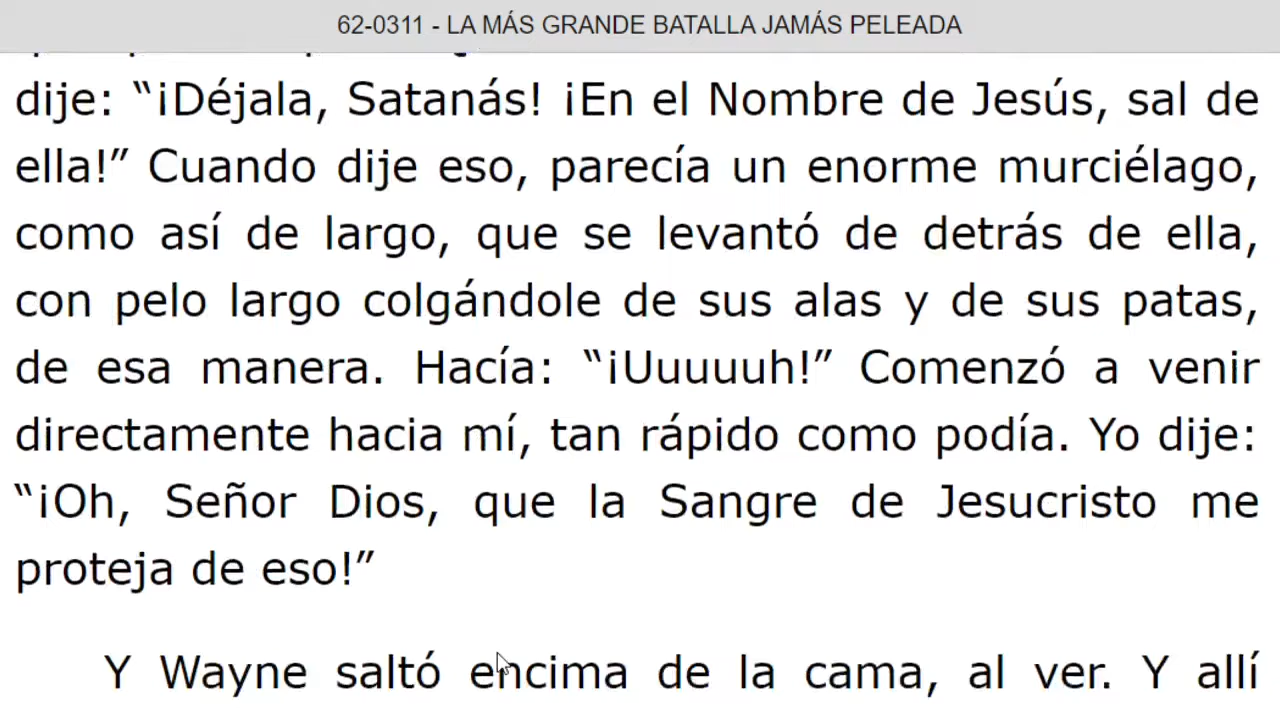 62-0311 - LA MÁS GRANDE BATALLA JAMÁS PELEADA
dije: “¡Déjala, Satanás! ¡En el Nombre de Jesús, sal de
ella!” Cuando dije eso, parecía un enorme murciélago,
como así de largo, que se levantó de detrás de ella,
con pelo largo colgándole de sus alas y de sus patas,
de esa manera. Hacía: “¡Uuuuuh!” Comenzó a venir
directamente hacia mí, tan rápido como podía. Yo dije:
“¡Oh, Señor Dios, que la Sangre de Jesucristo me
proteja de eso!”
Y Wayne saltó encima de la cama, al ver. Y allí